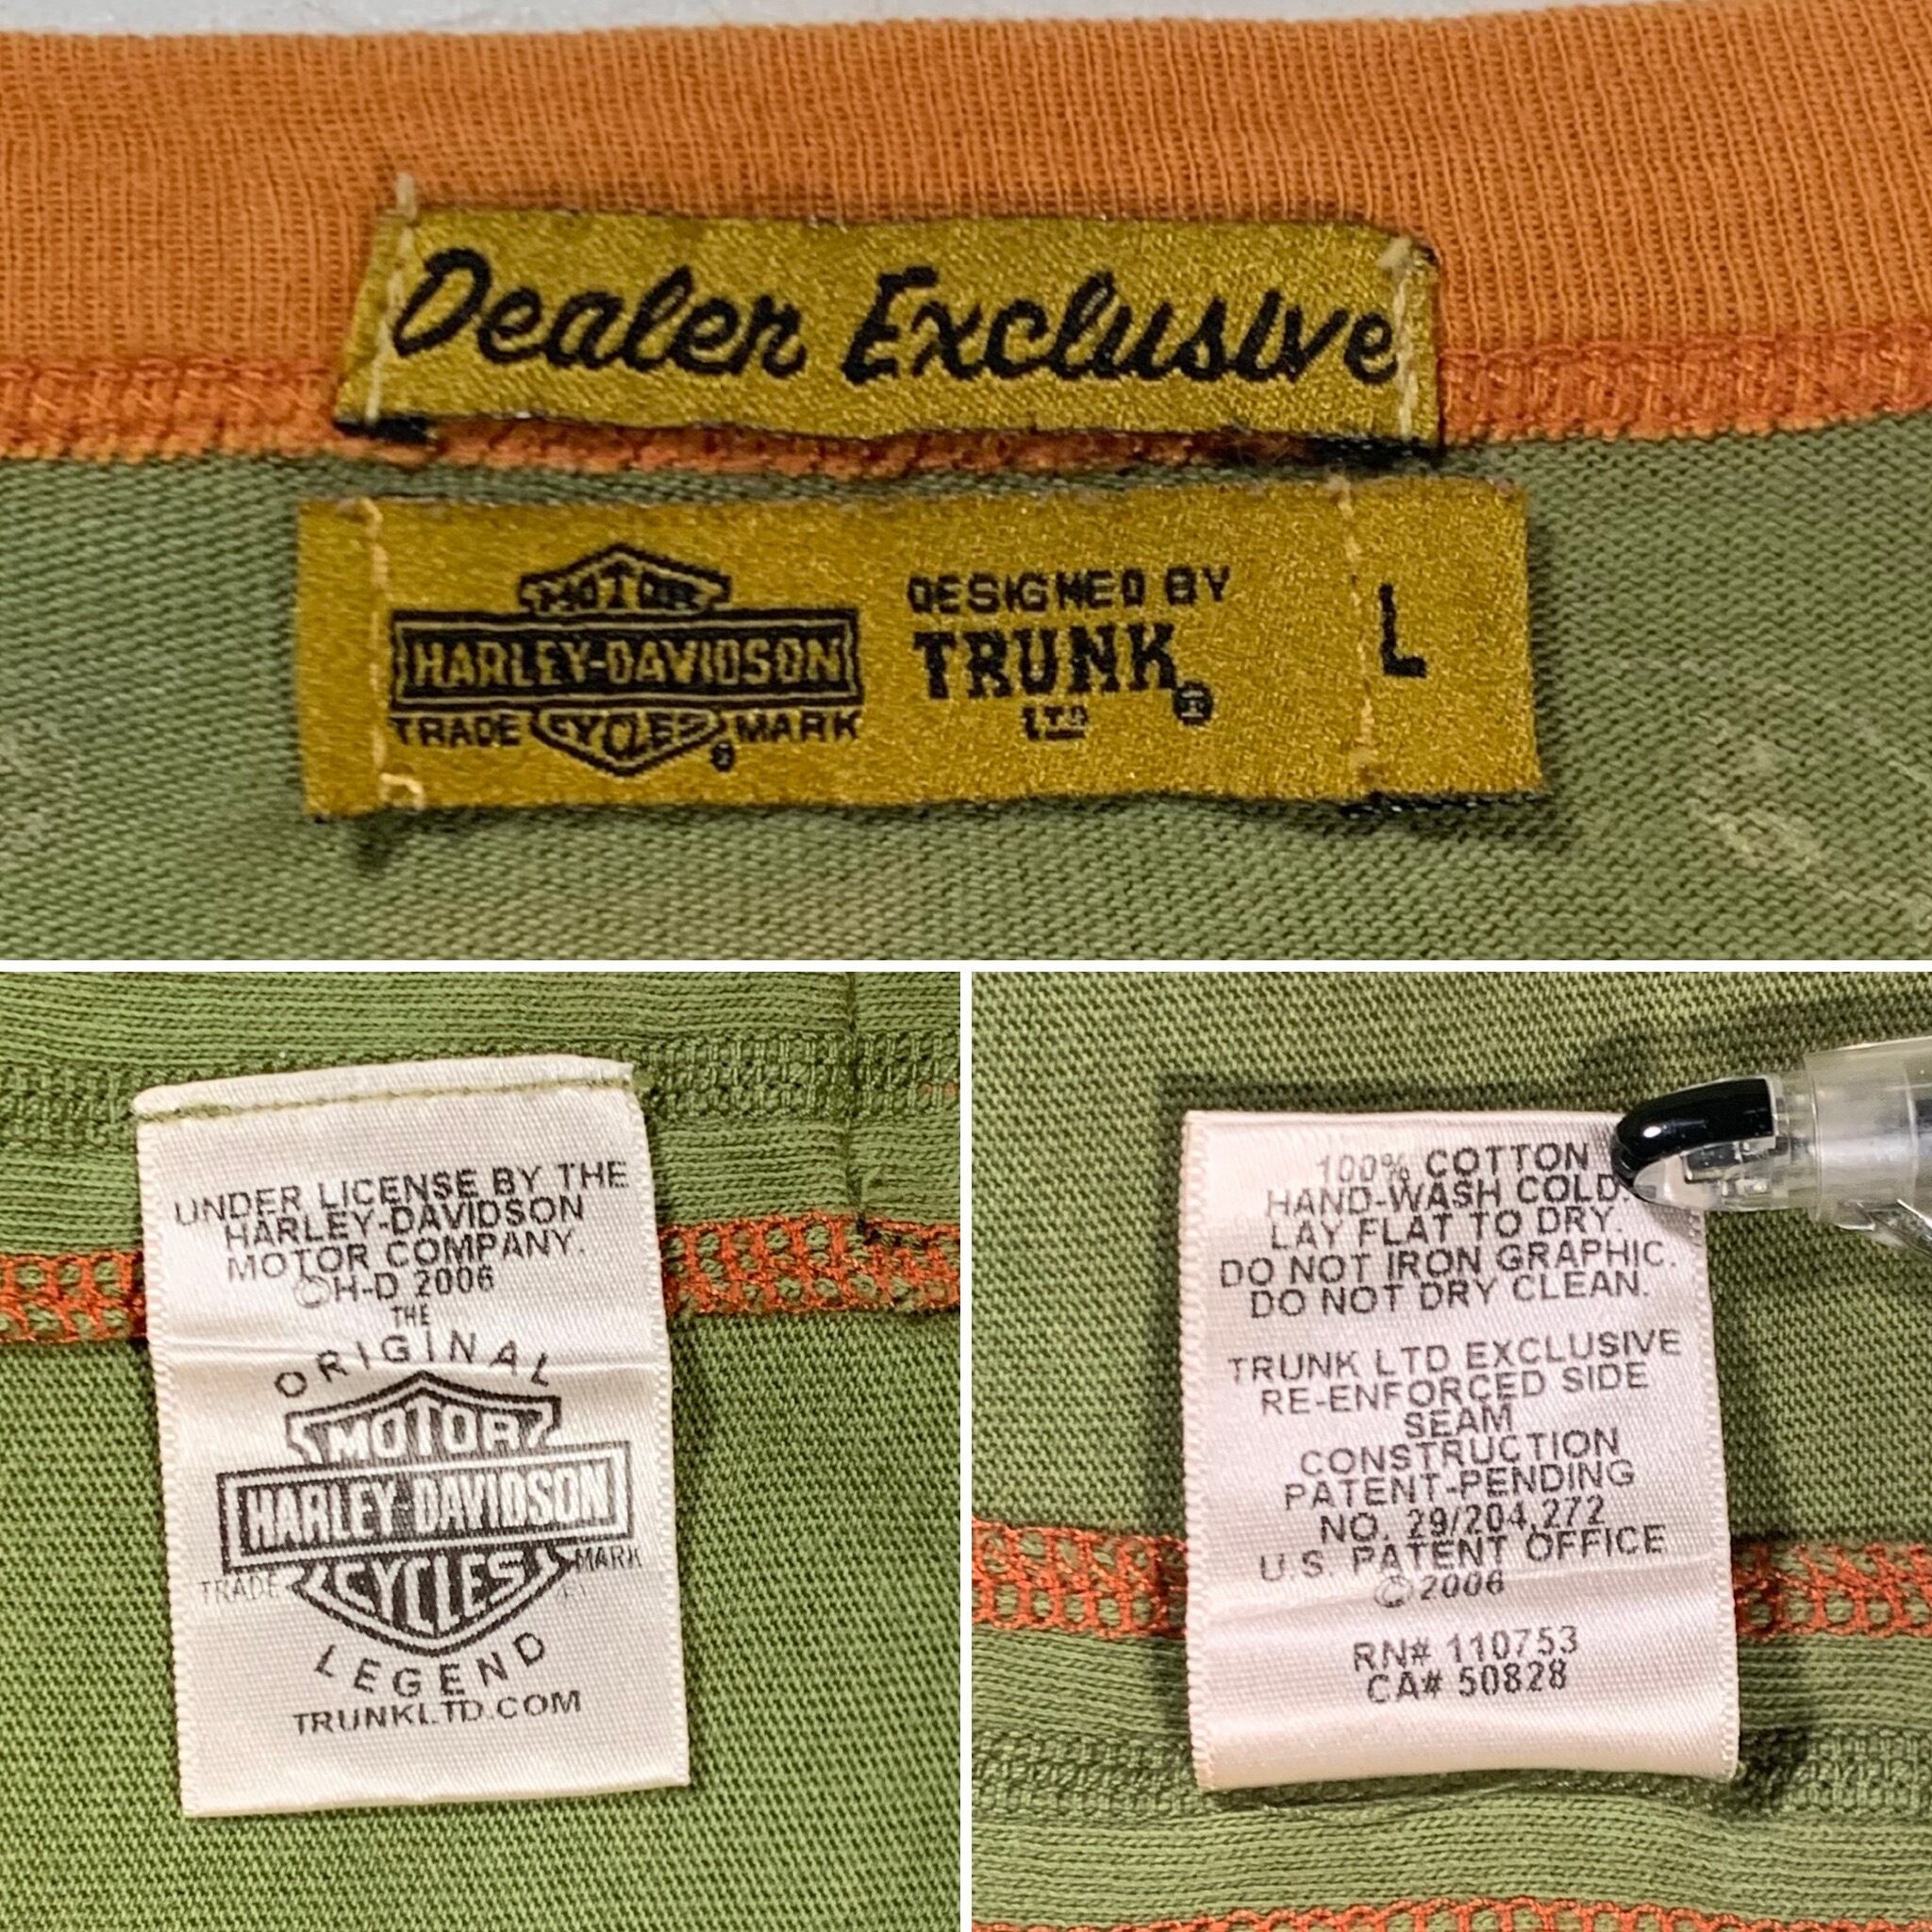 Dealer Exclusive
MOTOR
HARLEY-DAVIDSON
TRADE CYCLES MARK
®
DESIGNED BY
TRUNK
LTD
®
L
UNDER LICENSE BY THE
HARLEY-DAVIDSON
MOTOR COMPANY.
©H-D 2006
THE
ORIGINAL
MOTOR
HARLEY-DAVIDSON
TRADE CYCLES MARK
LEGEND
TRUNKLTD.COM
100% COTTON
HAND-WASH COLD.
LAY FLAT TO DRY.
DO NOT IRON GRAPHIC.
DO NOT DRY CLEAN.
TRUNK LTD EXCLUSIVE
RE-ENFORCED SIDE
SEAM
CONSTRUCTION
PATENT-PENDING
NO. 29/204,272
U.S. PATENT OFFICE
©2006
RN# 110753
CA# 50828